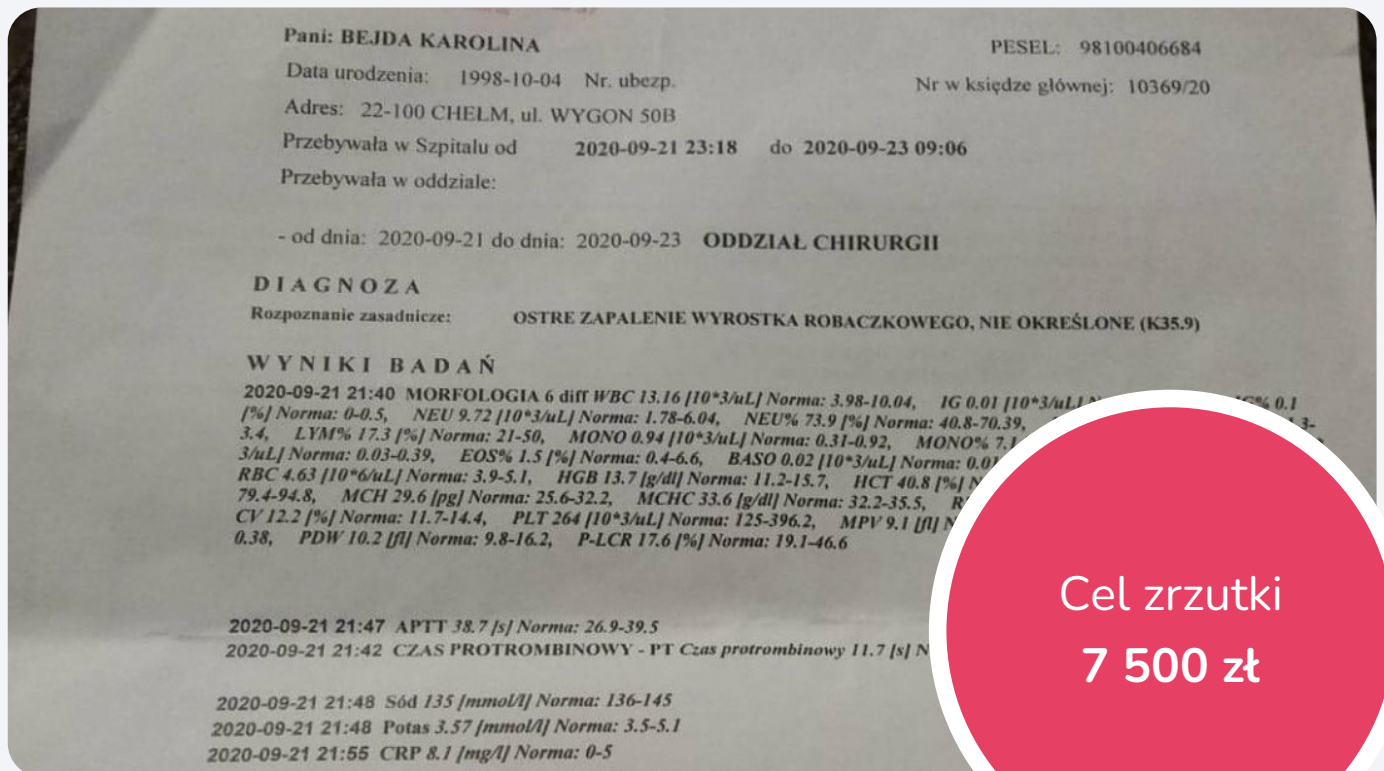 Pani: BEJDA KAROLINA
PESEL: 98100406684
Data urodzenia: 1998-10-04 Nr. ubezp.
Nr w księdze głównej: 10369/20
Adres: 22-100 CHEŁM, ul. WYGON 50B
Przebywała w Szpitalu od 2020-09-21 23:18 do 2020-09-23 09:06
Przebywała w oddziale:
- od dnia: 2020-09-21 do dnia: 2020-09-23 ODDZIAŁ CHIRURGII
DIAGNOZA
Rozpoznanie zasadnicze: OSTRE ZAPALENIE WYROSTKA ROBACZKOWEGO, NIE OKREŚLONE (K35.9)
WYNIKI BADAŃ
2020-09-21 21:40 MORFOLOGIA 6 diff WBC 13.16 [10*3/uL] Norma: 3.98-10.04, IG 0.01 [10*3/uL] IG% 0.1
[%] Norma: 0-0.5, NEU 9.72 [10*3/uL] Norma: 1.78-6.04, NEU% 73.9 [%] Norma: 40.8-70.39,
3.4, LYM% 17.3 [%] Norma: 21-50, MONO 0.94 [10*3/uL] Norma: 0.31-0.92, MONO% 7.1
3/uL] Norma: 0.03-0.39, EOS% 1.5 [%] Norma: 0.4-6.6, BASO 0.02 [10*3/uL] Norma: 0.01
RBC 4.63 [10*6/uL] Norma: 3.9-5.1, HGB 13.7 [g/dl] Norma: 11.2-15.7, HCT 40.8 [%] N
79.4-94.8, MCH 29.6 [pg] Norma: 25.6-32.2, MCHC 33.6 [g/dl] Norma: 32.2-35.5, R
CV 12.2 [%] Norma: 11.7-14.4, PLT 264 [10*3/uL] Norma: 125-396.2, MPV 9.1 [fl] N
0.38, PDW 10.2 [fl] Norma: 9.8-16.2, P-LCR 17.6 [%] Norma: 19.1-46.6
2020-09-21 21:47 APTT 38.7 [s] Norma: 26.9-39.5
2020-09-21 21:42 CZAS PROTROMBINOWY - PT Czas protrombinowy 11.7 [s] N
2020-09-21 21:48 Sód 135 [mmol/l] Norma: 136-145
2020-09-21 21:48 Potas 3.57 [mmol/l] Norma: 3.5-5.1
2020-09-21 21:55 CRP 8.1 [mg/l] Norma: 0-5
Cel zrzutki
7 500 zł